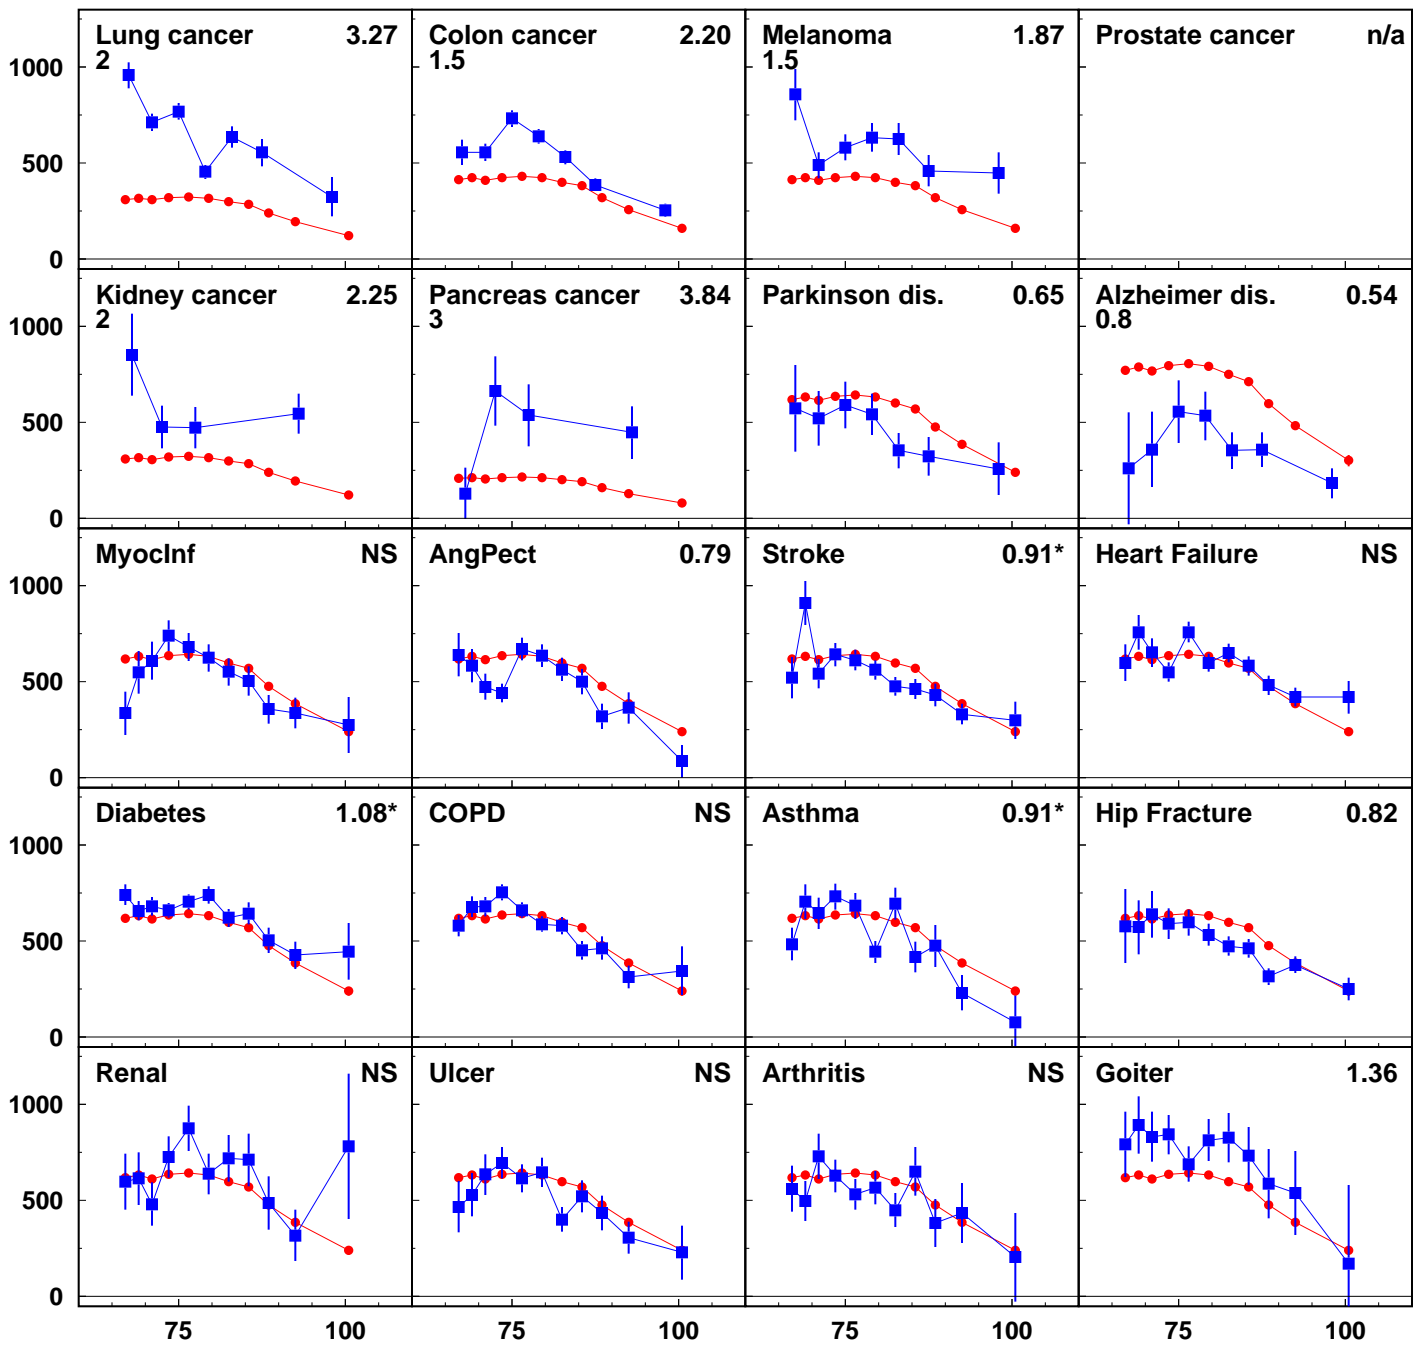 Lung cancer 3.27
2
Colon cancer 2.20
1.5
Melanoma 1.87
1.5
Prostate cancer n/a
1000
500
0
Kidney cancer 2.25
2
Pancreas cancer 3.84
3
Parkinson dis. 0.65
Alzheimer dis. 0.54
0.8
1000
500
0
MyocInf NS
AngPect 0.79
Stroke 0.91*
Heart Failure NS
1000
500
0
Diabetes 1.08*
COPD NS
Asthma 0.91*
Hip Fracture 0.82
1000
500
0
Renal NS
Ulcer NS
Arthritis NS
Goiter 1.36
1000
500
0
75 100 75 100 75 100 75 100